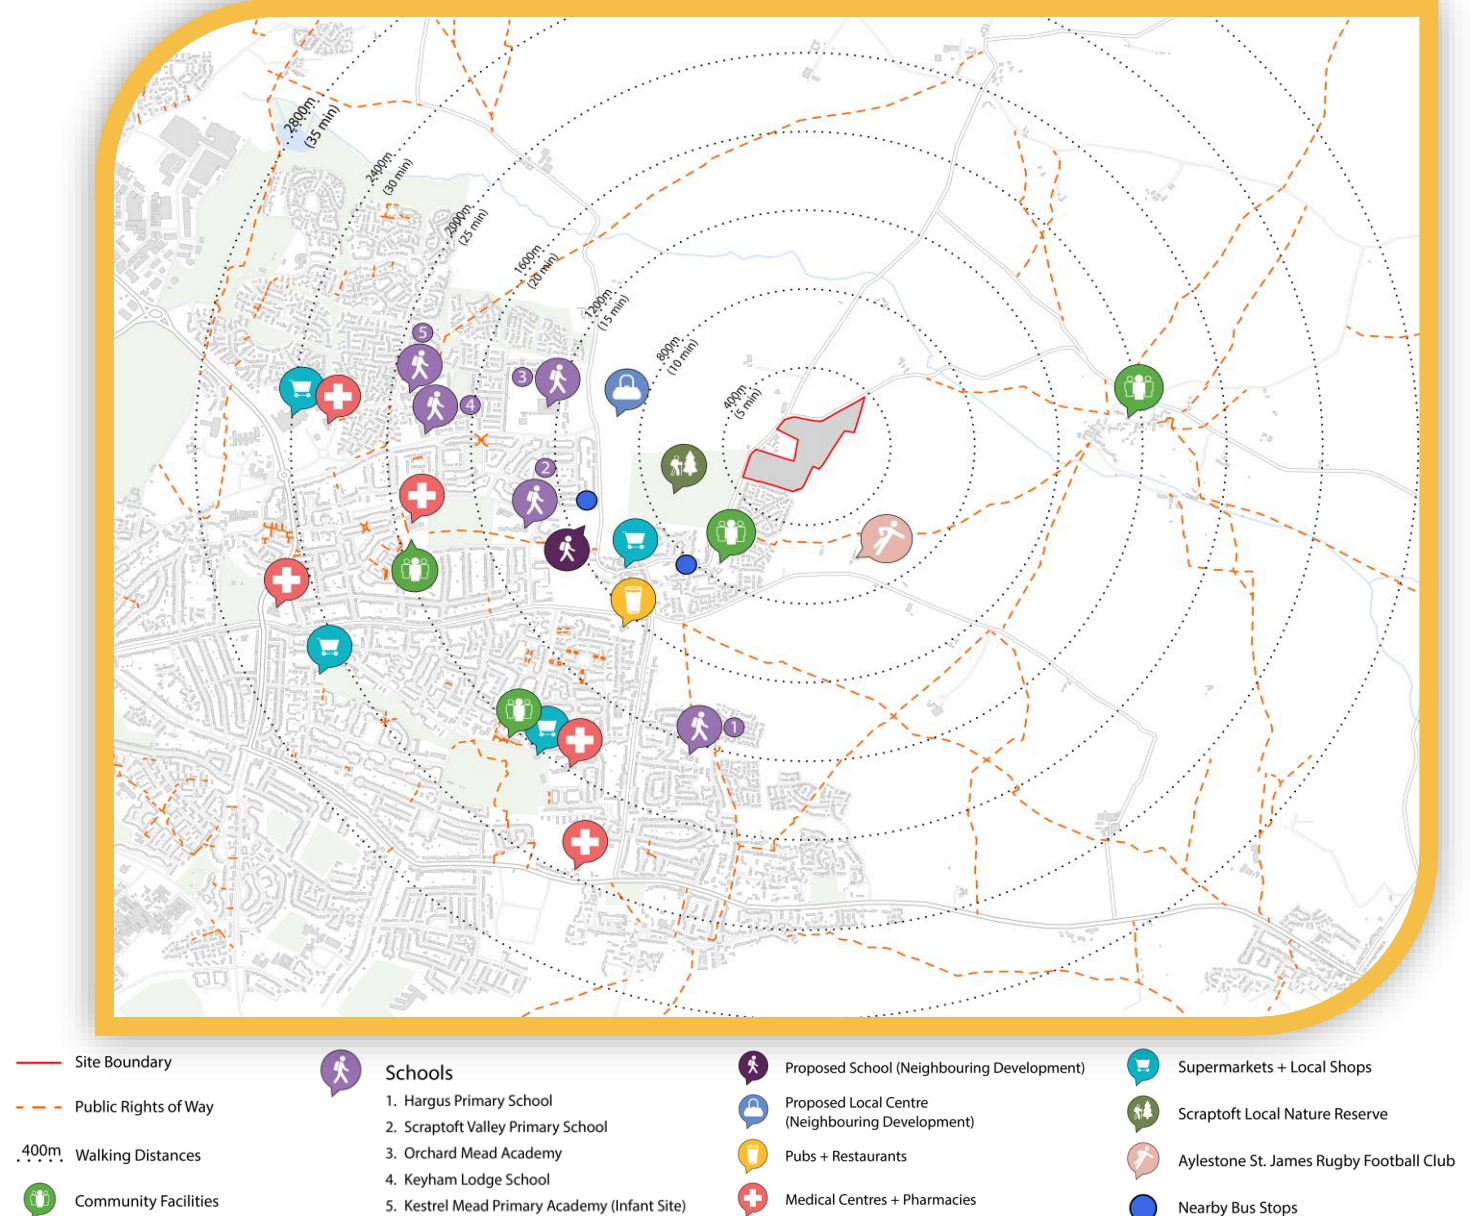 2800m
(35 min)
2400m
(30 min)
2000m
(25 min)
1600m
(20 min)
1200m
(15 min)
800m
(10 min)
400m
(5 min)
5
3
4
2
1
Site Boundary
Public Rights of Way
400m
Walking Distances
Community Facilities
Schools
1. Hargus Primary School
2. Scraptoft Valley Primary School
3. Orchard Mead Academy
4. Keyham Lodge School
5. Kestrel Mead Primary Academy (Infant Site)
Proposed School (Neighbouring Development)
Proposed Local Centre
(Neighbouring Development)
Pubs + Restaurants
Medical Centres + Pharmacies
Supermarkets + Local Shops
Scraptoft Local Nature Reserve
Aylestone St. James Rugby Football Club
Nearby Bus Stops